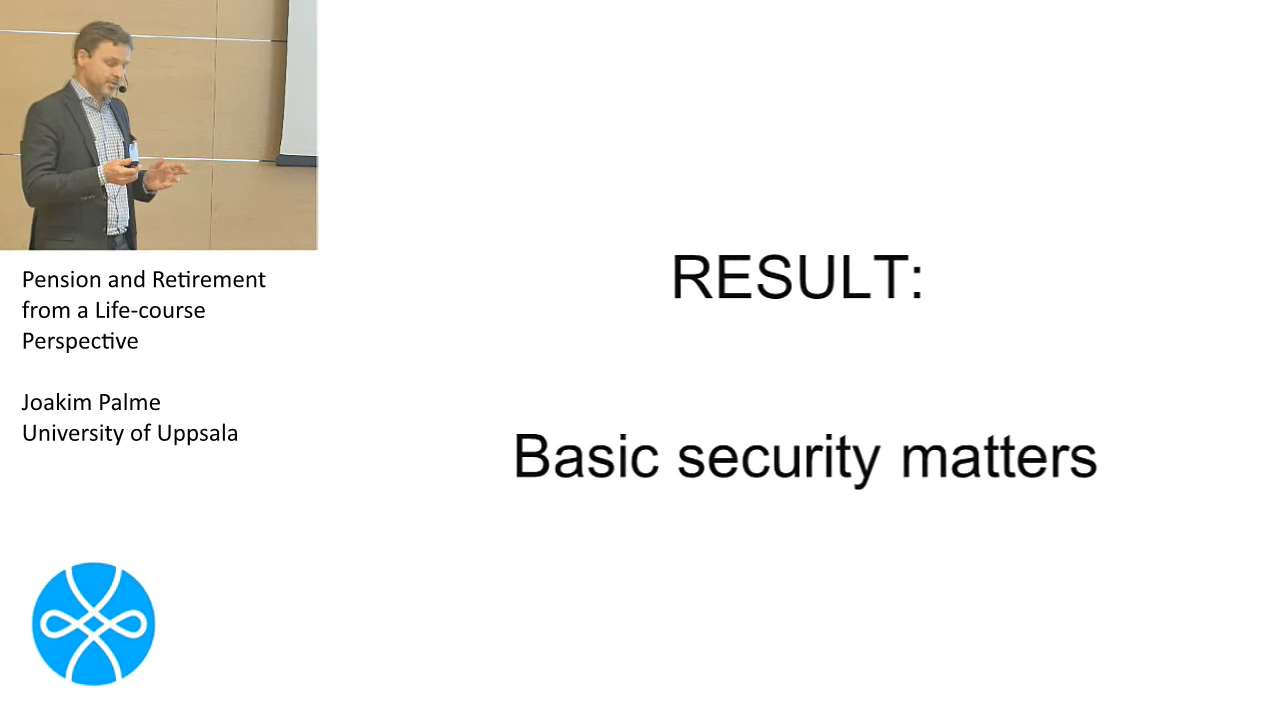 Pension and Retirement
from a Life-course
Perspective
Joakim Palme
University of Uppsala
RESULT:
Basic security matters